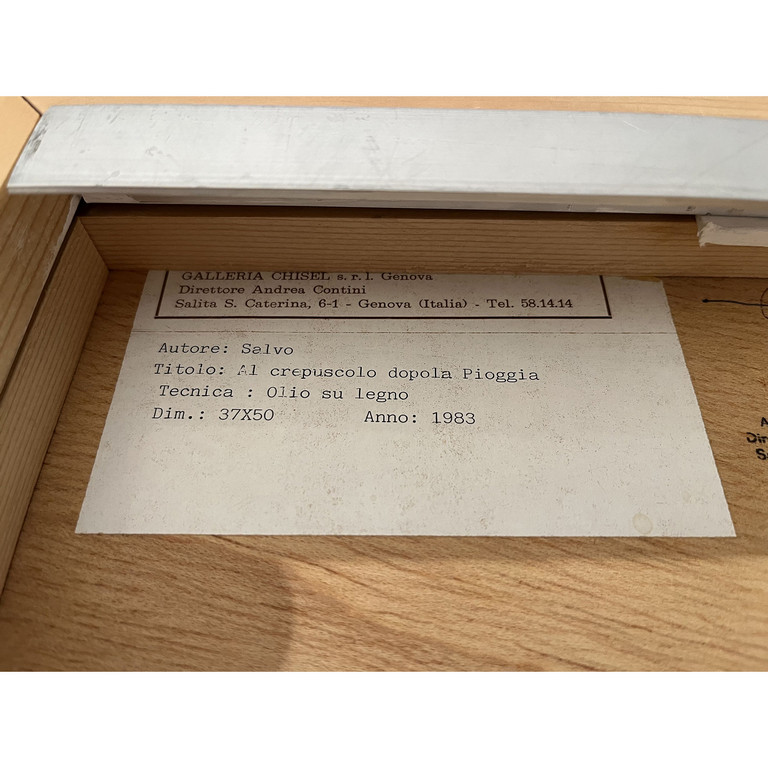 GALLERIA CHISEL s. r. l. Genova
Direttore Andrea Contini
Salita S. Caterina, 6-1 - Genova (Italia) - Tel. 58.14.14
Autore: Salvo
Titolo: Al crepuscolo dopola Pioggia
Tecnica : Olio su legno
Dim.: 37X50 Anno: 1983